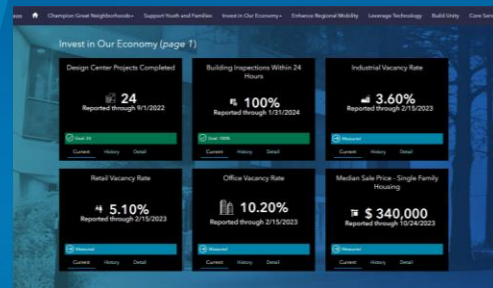 Champion Great Neighborhoods Support Youth and Families Invest in Our Economy Enhance Regional Mobility Leverage Technology Build Unity Core Serv
Invest in Our Economy (page 1)
Design Center Projects Completed
24
Reported through 9/1/2022
Goal: 24
Current History Detail
Building Inspections Within 24 Hours
100%
Reported through 1/31/2024
Goal: 100%
Current History Detail
Industrial Vacancy Rate
3.60%
Reported through 2/15/2023
Measured
Current History Detail
Retail Vacancy Rate
5.10%
Reported through 2/15/2023
Measured
Current History Detail
Office Vacancy Rate
10.20%
Reported through 2/15/2023
Measured
Current History Detail
Median Sale Price - Single Family Housing
$ 340,000
Reported through 10/24/2023
Measured
Current History Detail